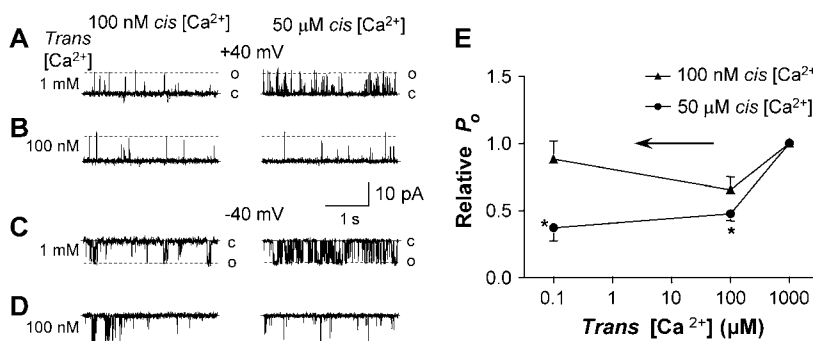 100 nM cis [Ca2+] 50 µM cis [Ca2+]
A Trans [Ca2+] +40 mV
1 mM o c o c
B
100 nM
10 pA
1 s
-40 mV
C
1 mM c o c o
D
100 nM
E
100 nM cis [Ca2+]
50 µM cis [Ca2+]
Relative Po
1.5
1.0
0.5
0.0
*
*
0.1 1 10 100 1000
Trans [Ca 2+] (µM)